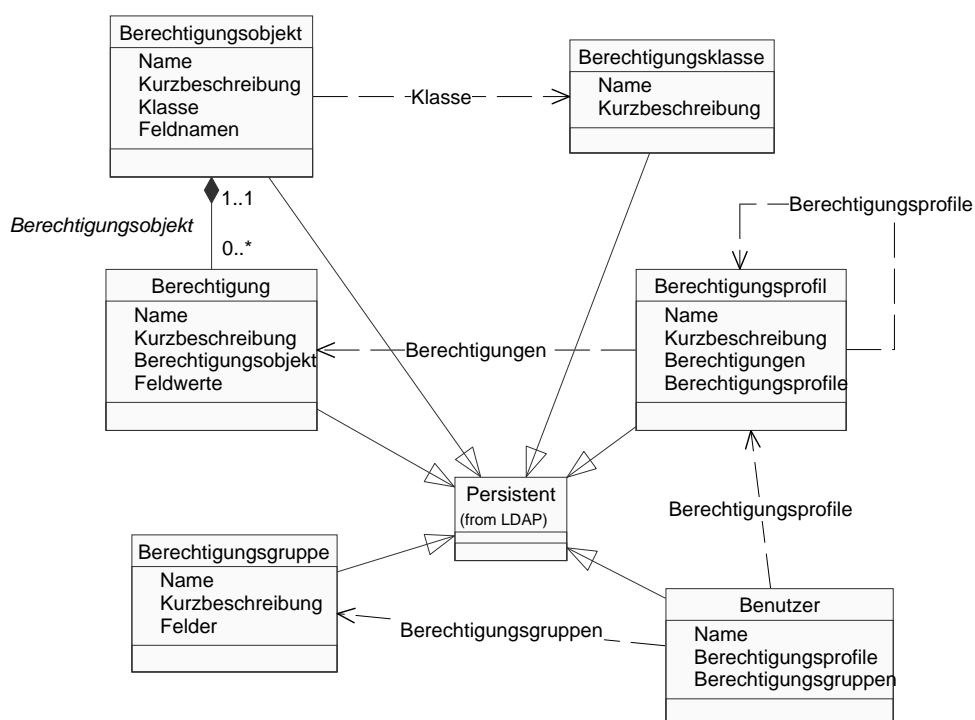 Berechtigungsobjekt
Name
Kurzbeschreibung
Klasse
Feldnamen
Klasse
Berechtigungsklasse
Name
Kurzbeschreibung
1..1
Berechtigungsobjekt
0..*
Berechtigungsprofile
Berechtigung
Name
Kurzbeschreibung
Berechtigungsobjekt
Feldwerte
Berechtigungen
Berechtigungsprofil
Name
Kurzbeschreibung
Berechtigungen
Berechtigungsprofile
Persistent
(from LDAP)
Berechtigungsprofile
Berechtigungsgruppe
Name
Kurzbeschreibung
Felder
Berechtigungsgruppen
Benutzer
Name
Berechtigungsprofile
Berechtigungsgruppen